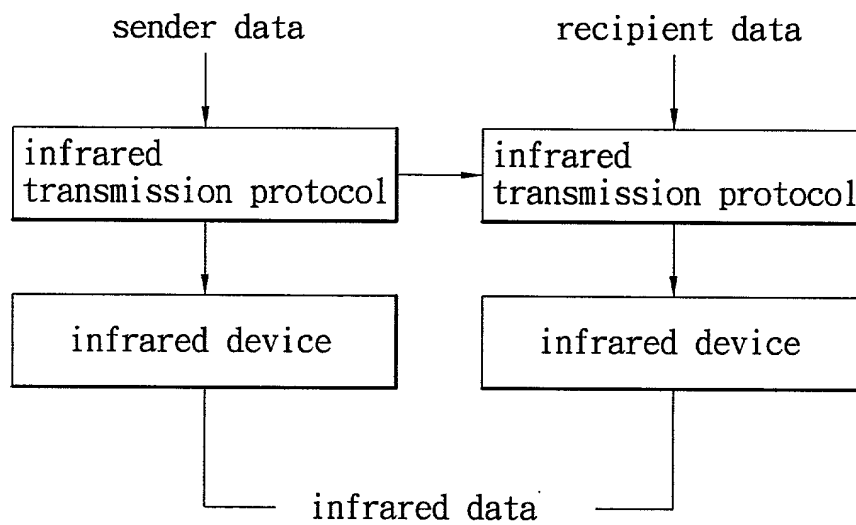 sender data
recipient data
infrared
transmission protocol
infrared
transmission protocol
infrared device
infrared device
infrared data